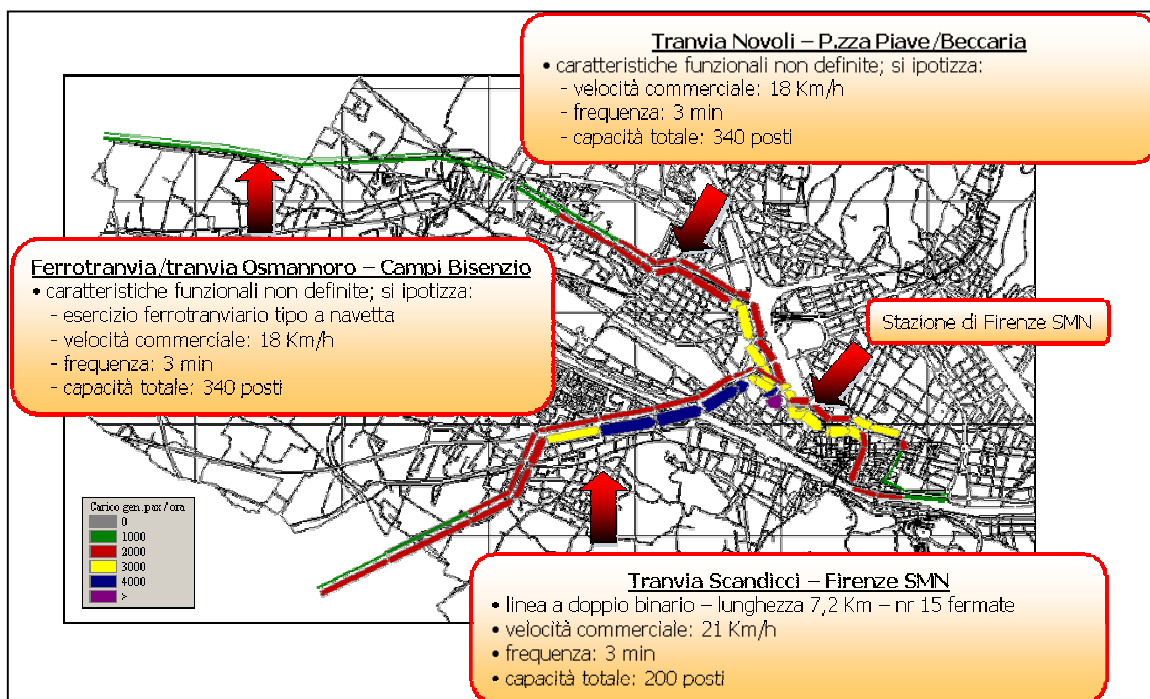 Tranvia Novoli – P.zza Piave/Beccaria
• caratteristiche funzionali non definite; si ipotizza:
- velocità commerciale: 18 Km/h
- frequenza: 3 min
- capacità totale: 340 posti
Ferrotranvia/tranvia Osmannoro – Campi Bisenzio
• caratteristiche funzionali non definite; si ipotizza:
- esercizio ferrotranviario tipo a navetta
- velocità commerciale: 18 Km/h
- frequenza: 3 min
- capacità totale: 340 posti
Stazione di Firenze SMN
Carico gen.pax/ora
0
1000
2000
3000
4000
>
Tranvia Scandicci – Firenze SMN
• linea a doppio binario – lunghezza 7,2 Km – nr 15 fermate
• velocità commerciale: 21 Km/h
• frequenza: 3 min
• capacità totale: 200 posti